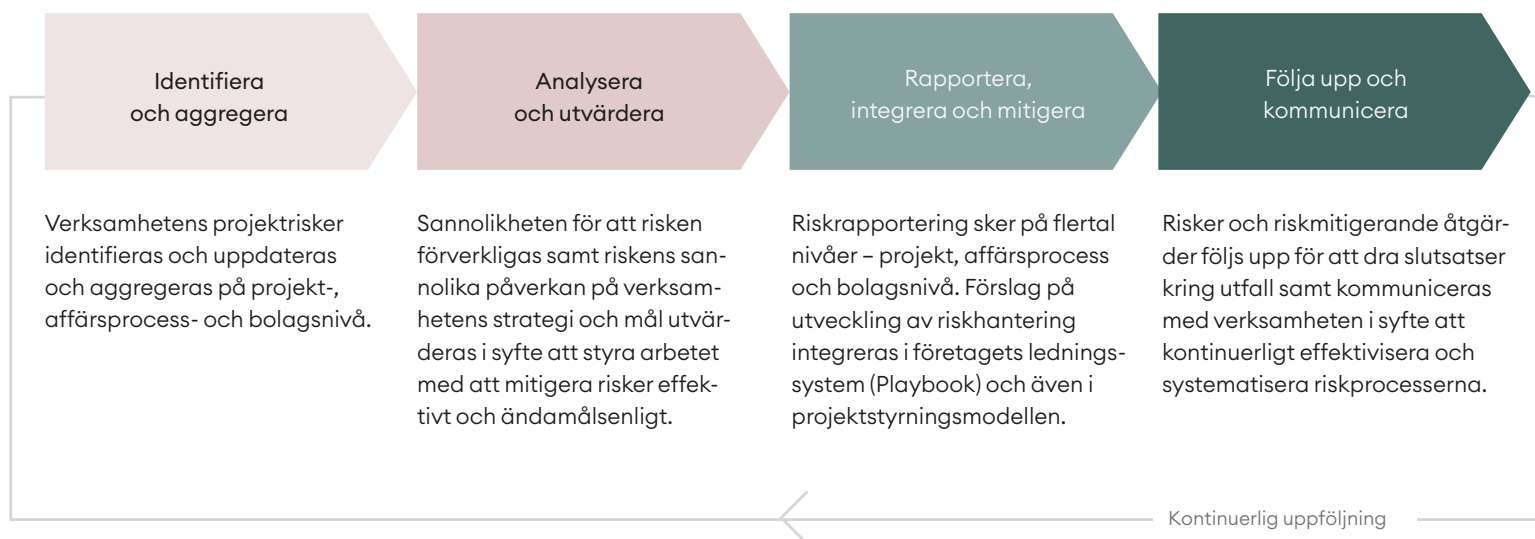 Identifiera
och aggregera
Analysera
och utvärdera
Rapportera,
integrera och mitigera
Följa upp och
kommunicera
Verksamhetens projektrisker
identifieras och uppdateras
och aggregeras på projekt-,
affärsprocess- och bolagsnivå.
Sannolikheten för att risken
förverkligas samt riskens san-
nolika påverkan på verksam-
hetens strategi och mål utvär-
deras i syfte att styra arbetet
med att mitigera risker effek-
tivt och ändamålsenligt.
Riskrapportering sker på flertal
nivåer – projekt, affärsprocess
och bolagsnivå. Förslag på
utveckling av riskhantering
integreras i företagets lednings-
system (Playbook) och även i
projektstyrningsmodellen.
Risker och riskmitigerande åtgär-
der följs upp för att dra slutsatser
kring utfall samt kommuniceras
med verksamheten i syfte att
kontinuerligt effektivisera och
systematisera riskprocesserna.
Kontinuerlig uppföljning